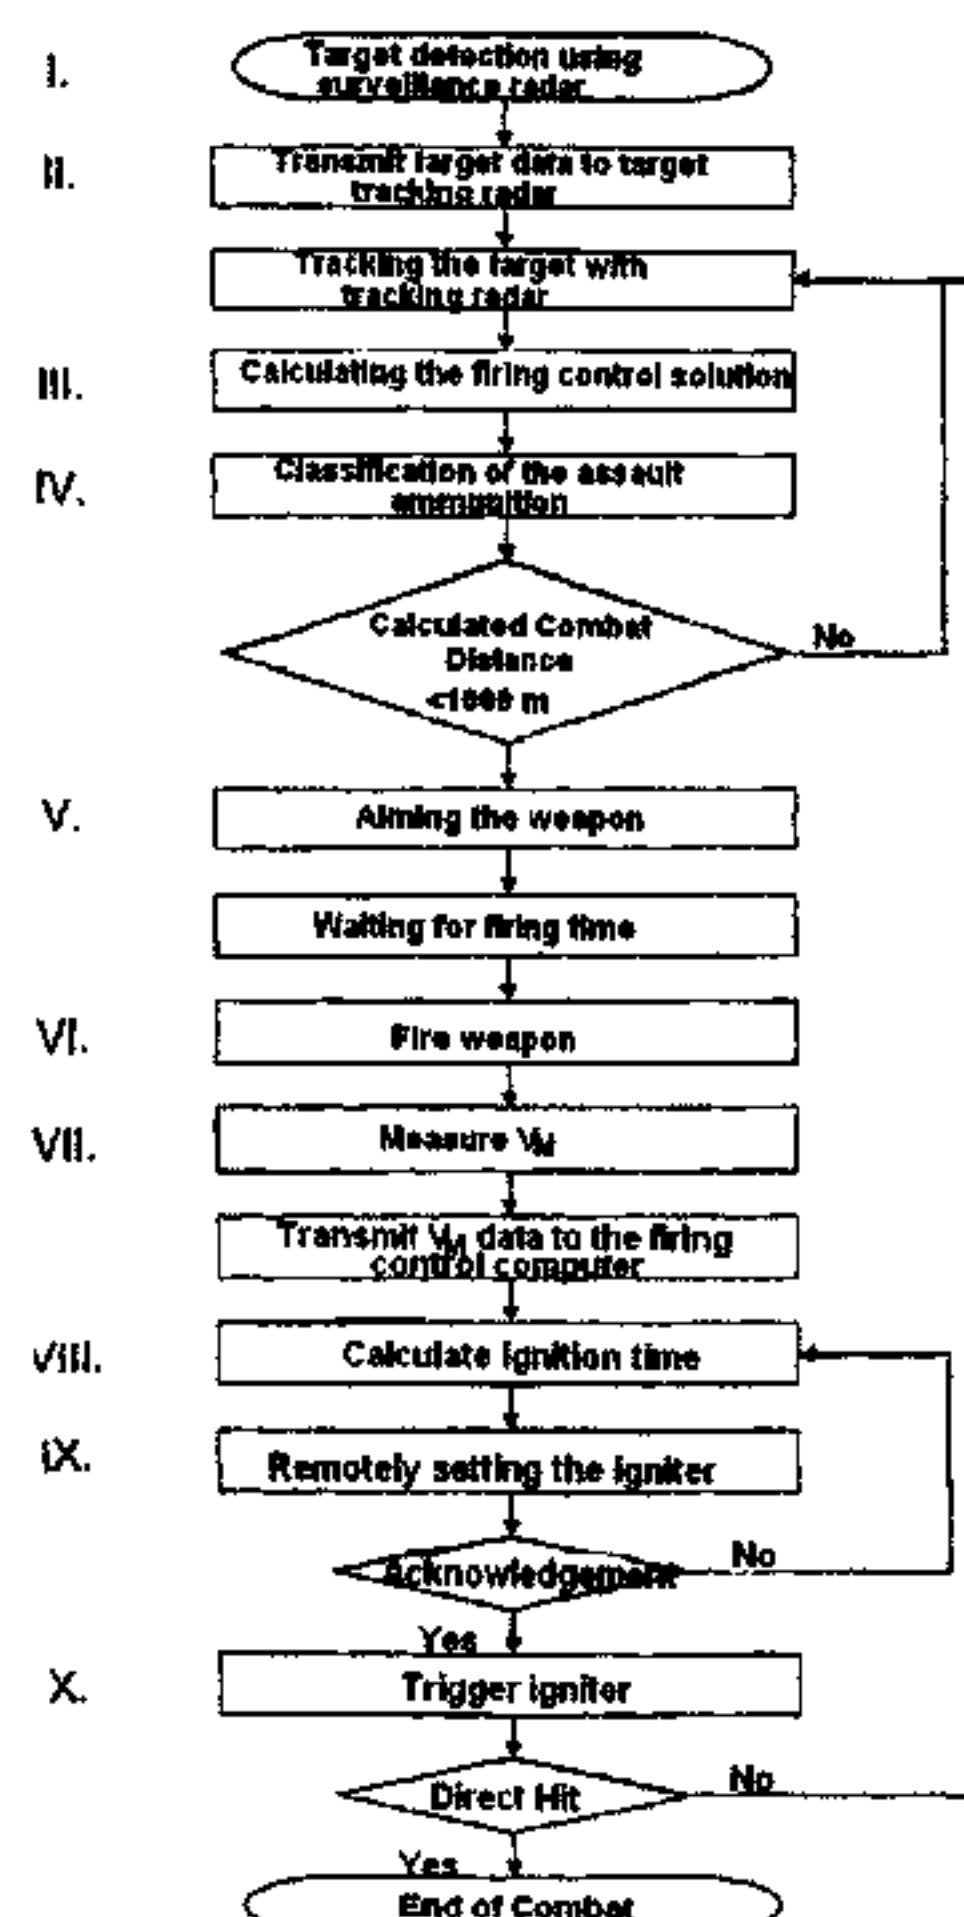 I.
Target detection using
surveillance radar
II.
Transmit target data to target
tracking radar
Tracking the target with
tracking radar
III.
Calculating the firing control solution
IV.
Classification of the assault
ammunition
Calculated Combat
Distance
m
No
V.
Aiming the weapon
Waiting for firing time
VI.
Fire weapon
VII.
Measure VM
Transmit VM data to the firing
control computer
VIII.
Calculate ignition time
IX.
Remotely setting the igniter
Acknowledgement
No
Yes
X.
Trigger igniter
Direct Hit
No
Yes
End of Combat